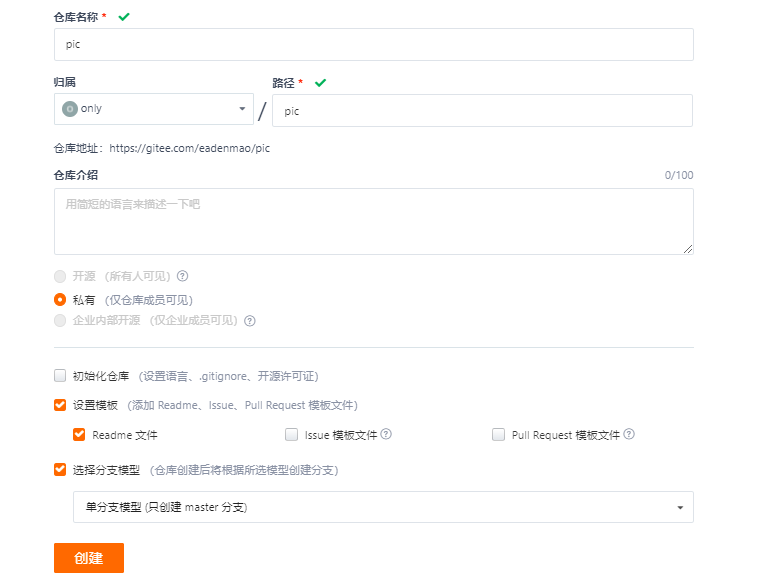 仓库名称 *
pic
归属
路径 *
only
/
pic
仓库地址：https://gitee.com/eadenmao/pic
仓库介绍
0/100
用简短的语言来描述一下吧
开源 (所有人可见)
私有 (仅仓库成员可见)
企业内部开源 (仅企业成员可见)
初始化仓库 (设置语言、.gitignore、开源许可证)
设置模板 (添加 Readme、Issue、Pull Request 模板文件)
Readme 文件
Issue 模板文件
Pull Request 模板文件
选择分支模型 (仓库创建后将根据所选模型创建分支)
单分支模型 (只创建 master 分支)
创建